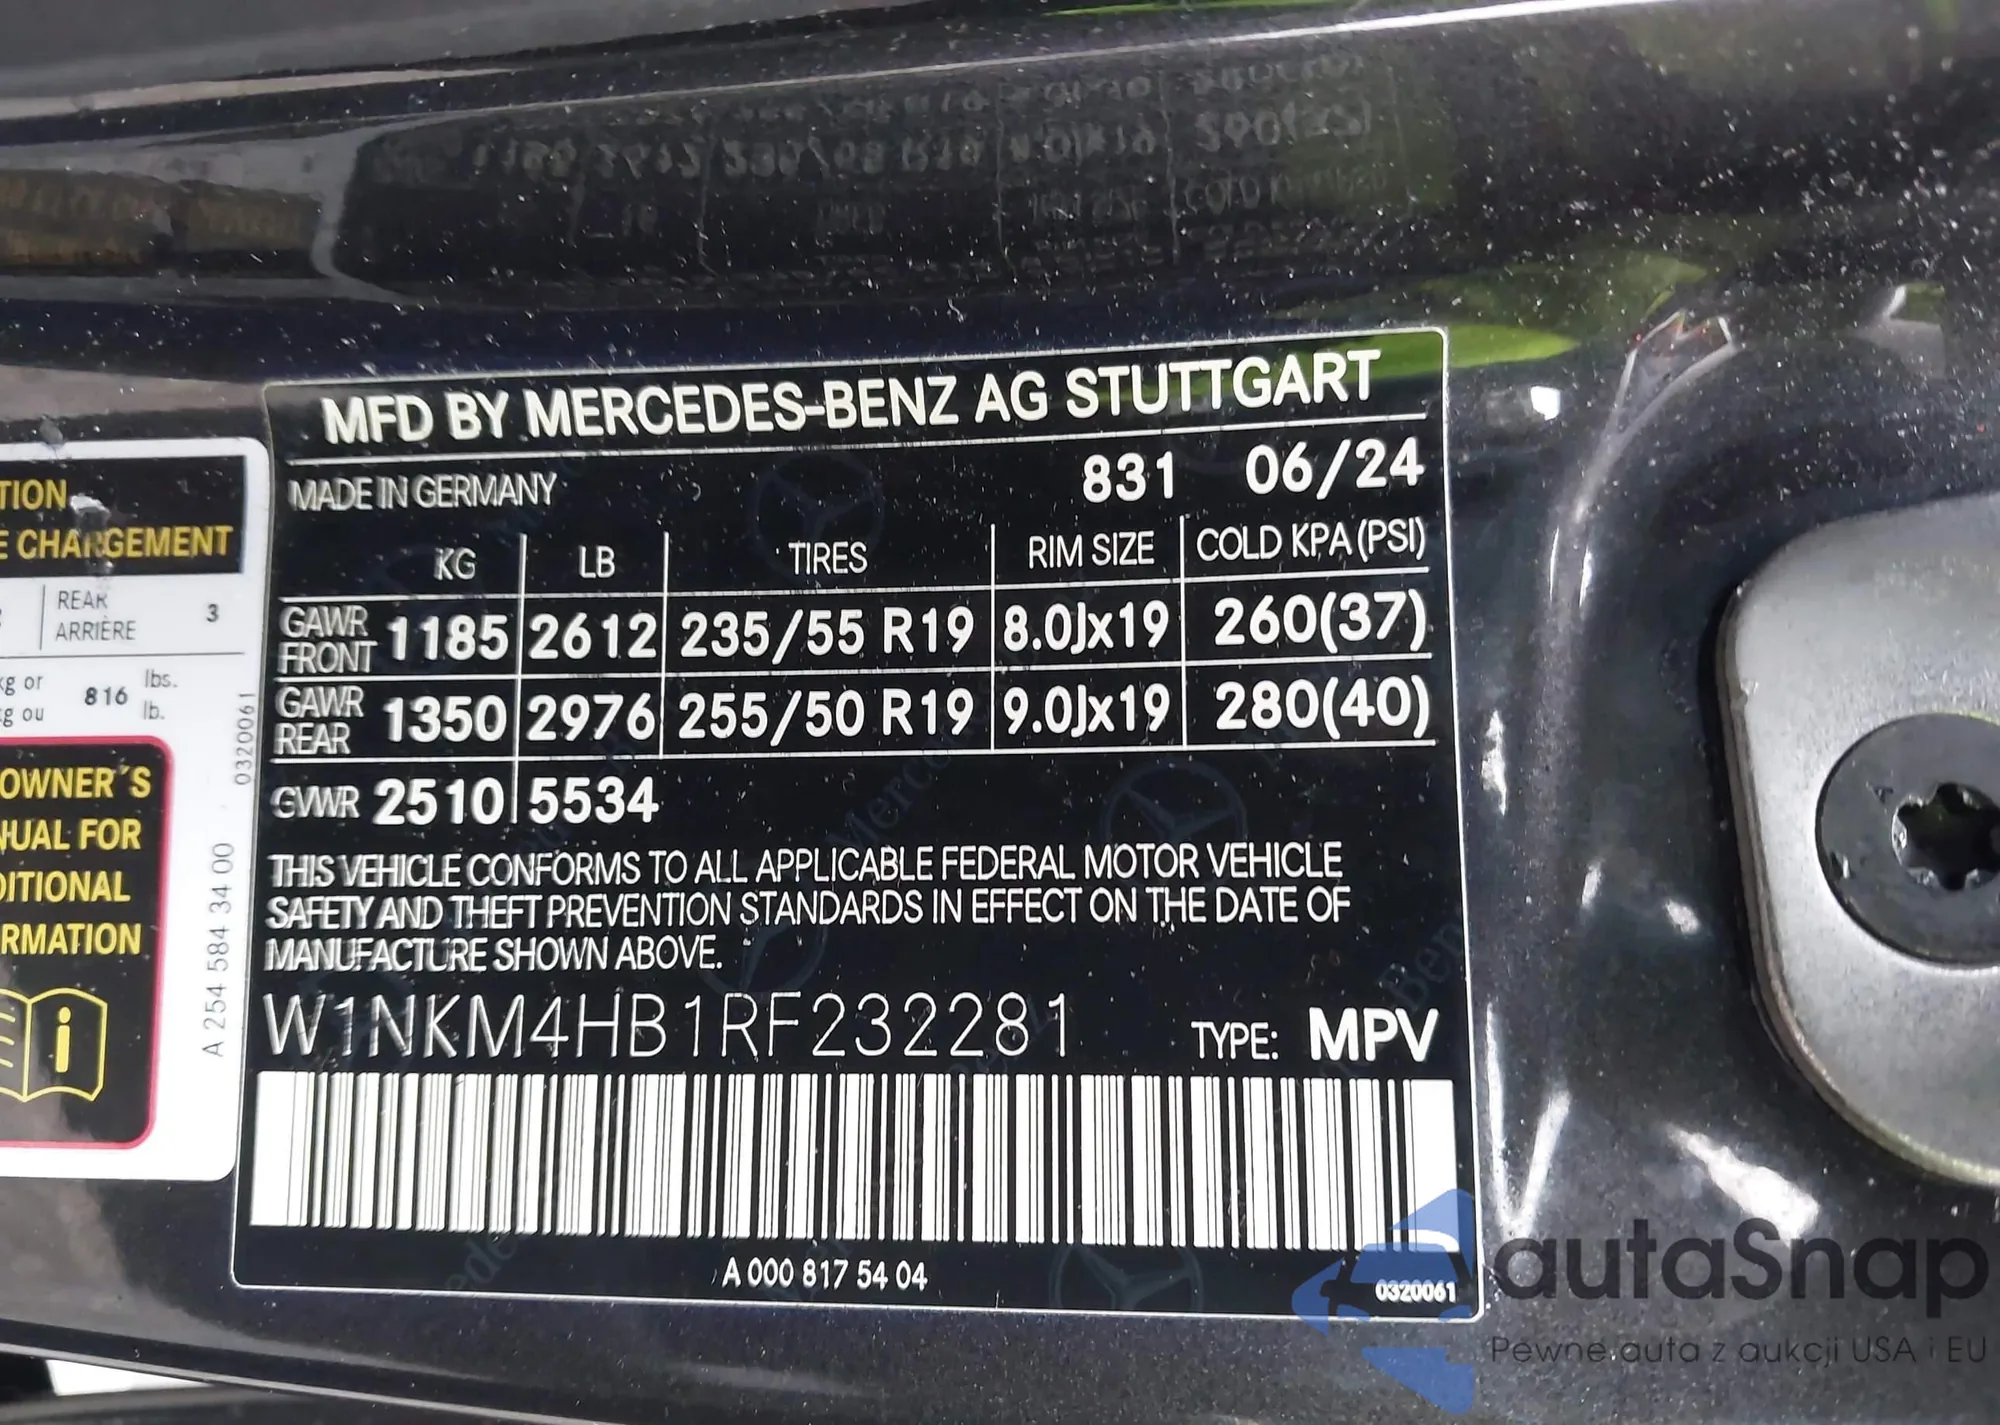 MFD BY MERCEDES-BENZ AG STUTTGART
MADE IN GERMANY 831 06/24
KG LB TIRES RIM SIZE COLD KPA (PSI)
GAWR FRONT 1185 2612 235/55 R19 8.0Jx19 260(37)
GAWR REAR 1350 2976 255/50 R19 9.0Jx19 280(40)
GVWR 2510 5534
THIS VEHICLE CONFORMS TO ALL APPLICABLE FEDERAL MOTOR VEHICLE
SAFETY AND THEFT PREVENTION STANDARDS IN EFFECT ON THE DATE OF
MANUFACTURE SHOWN ABOVE.
W1NKM4HB1RF232281 TYPE: MPV
A 000 817 54 04
0320061
TION
E CHARGEMENT
REAR
ARRIÈRE 3
kg or 816 lbs.
kg ou lb.
0320061
OWNER´S
NUAL FOR
DITIONAL
RMATION
i
A 254 584 34 00
autaSnap
Pewne auta z aukcji USA i EU